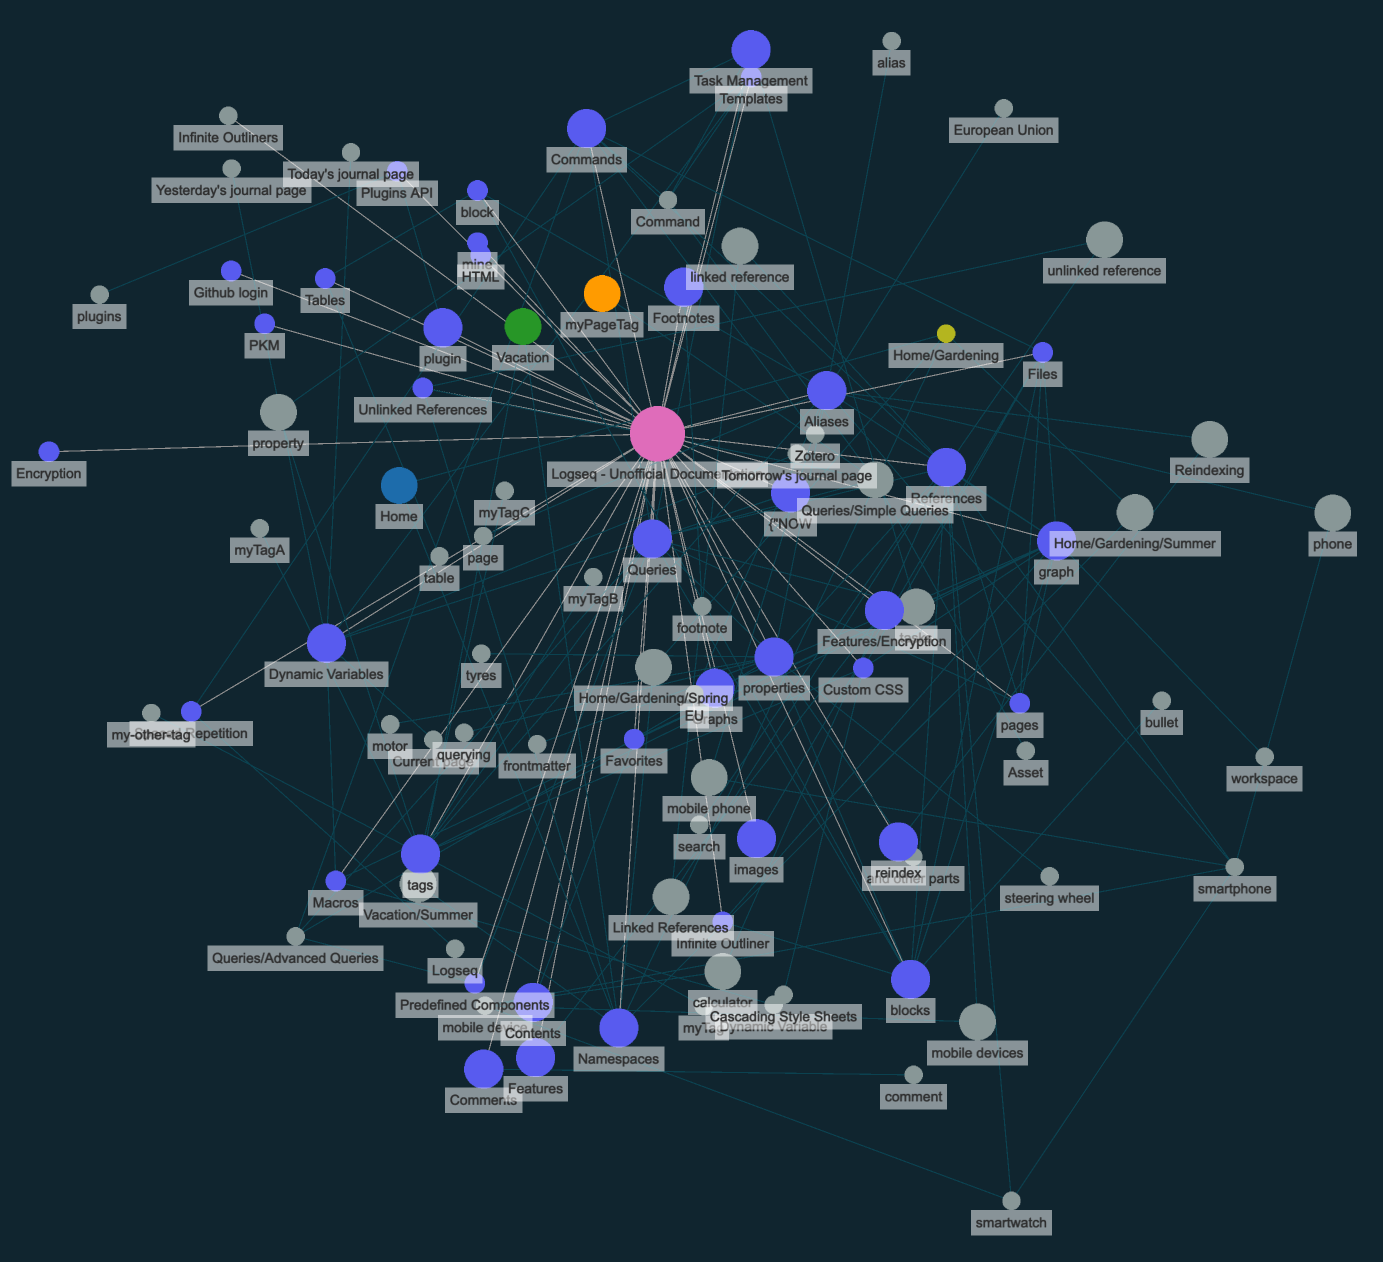 Task Management
alias
Templates
European Union
Infinite Outliners
Commands
Today's journal page
Yesterday's journal page
Plugins API
block
Command
mine
HTML
linked reference
unlinked reference
Github login
Tables
plugins
myPageTag
Footnotes
PKM
plugin
Vacation
Home/Gardening
Files
Unlinked References
Aliases
property
Zotero
Encryption
Logseq - Unofficial Docume
Tomorrow's journal page
Reindexing
References
Queries/Simple Queries
myTagC
Home
{"NOW
Home/Gardening/Summer
phone
myTagA
page
table
Queries
graph
myTagB
footnote
Features/Encryption
Dynamic Variables
tyres
properties
Custom CSS
Home/Gardening/Spring
EU
Graphs
pages
bullet
my-other-tag
Repetition
motor
Current page
querying
frontmatter
Favorites
Asset
workspace
mobile phone
search
images
reindex
and other parts
tags
smartphone
Macros
Vacation/Summer
steering wheel
Linked References
Infinite Outliner
Queries/Advanced Queries
Logseq
Predefined Components
calculator
Cascading Style Sheets
blocks
mobile device
Contents
myTag
Dynamic Variable
mobile devices
Namespaces
Features
Comments
comment
smartwatch